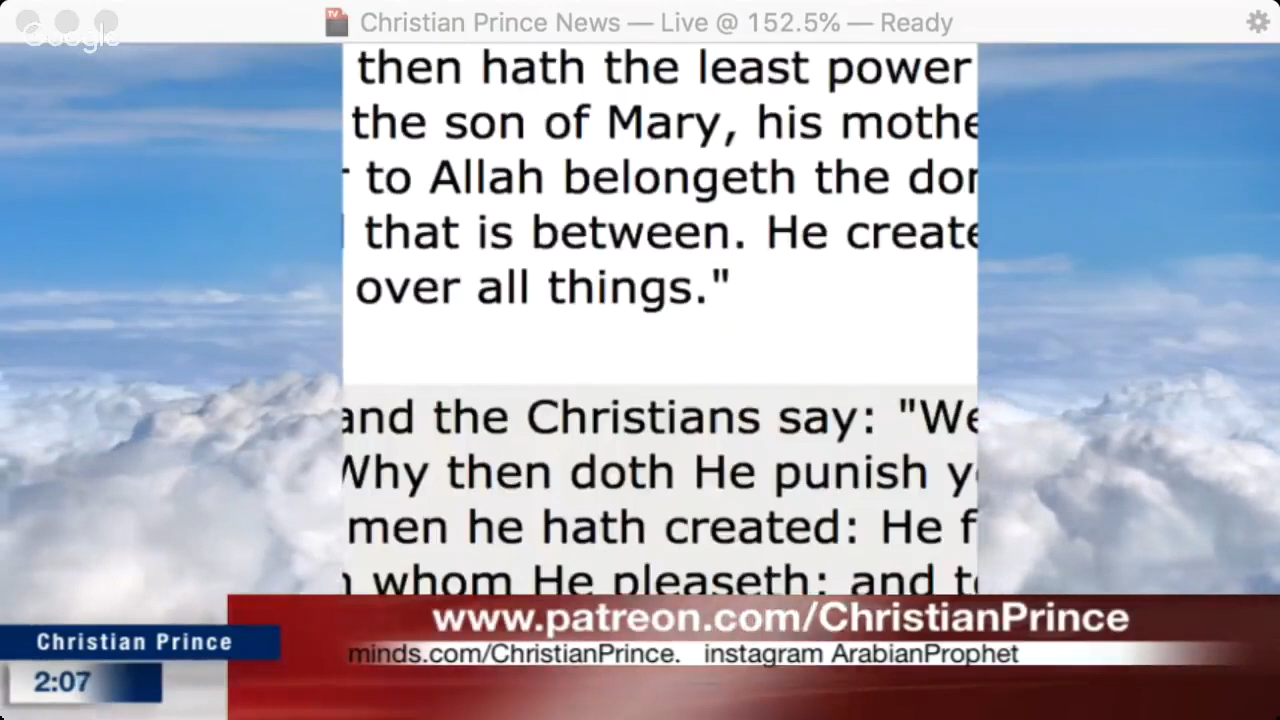 Christian Prince News — Live @ 152.5% — Ready
Google
then hath the least power
the son of Mary, his mothe
to Allah belongeth the dor
that is between. He create
over all things."
and the Christians say: "We
Why then doth He punish y
men he hath created: He f
whom He pleaseth: and to
www.patreon.com/ChristianPrince
Christian Prince
minds.com/ChristianPrince. instagram ArabianProphet
2:07